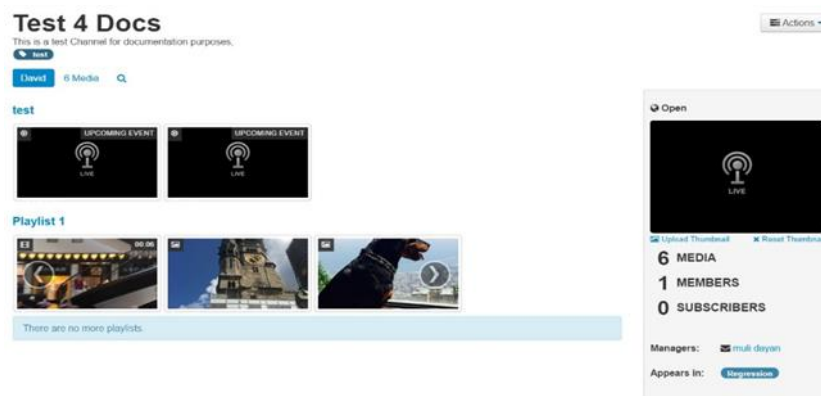 Test 4 Docs
Actions
This is a test Channel for documentation purposes,
test
David 6 Media
test
UPCOMING EVENT
LIVE
UPCOMING EVENT
LIVE
Playlist 1
00:06
There are no more playlists.
Open
LIVE
Upload Thumbnail
Reset Thumbna
6 MEDIA
1 MEMBERS
0 SUBSCRIBERS
Managers: muli dayan
Appears in: Regression